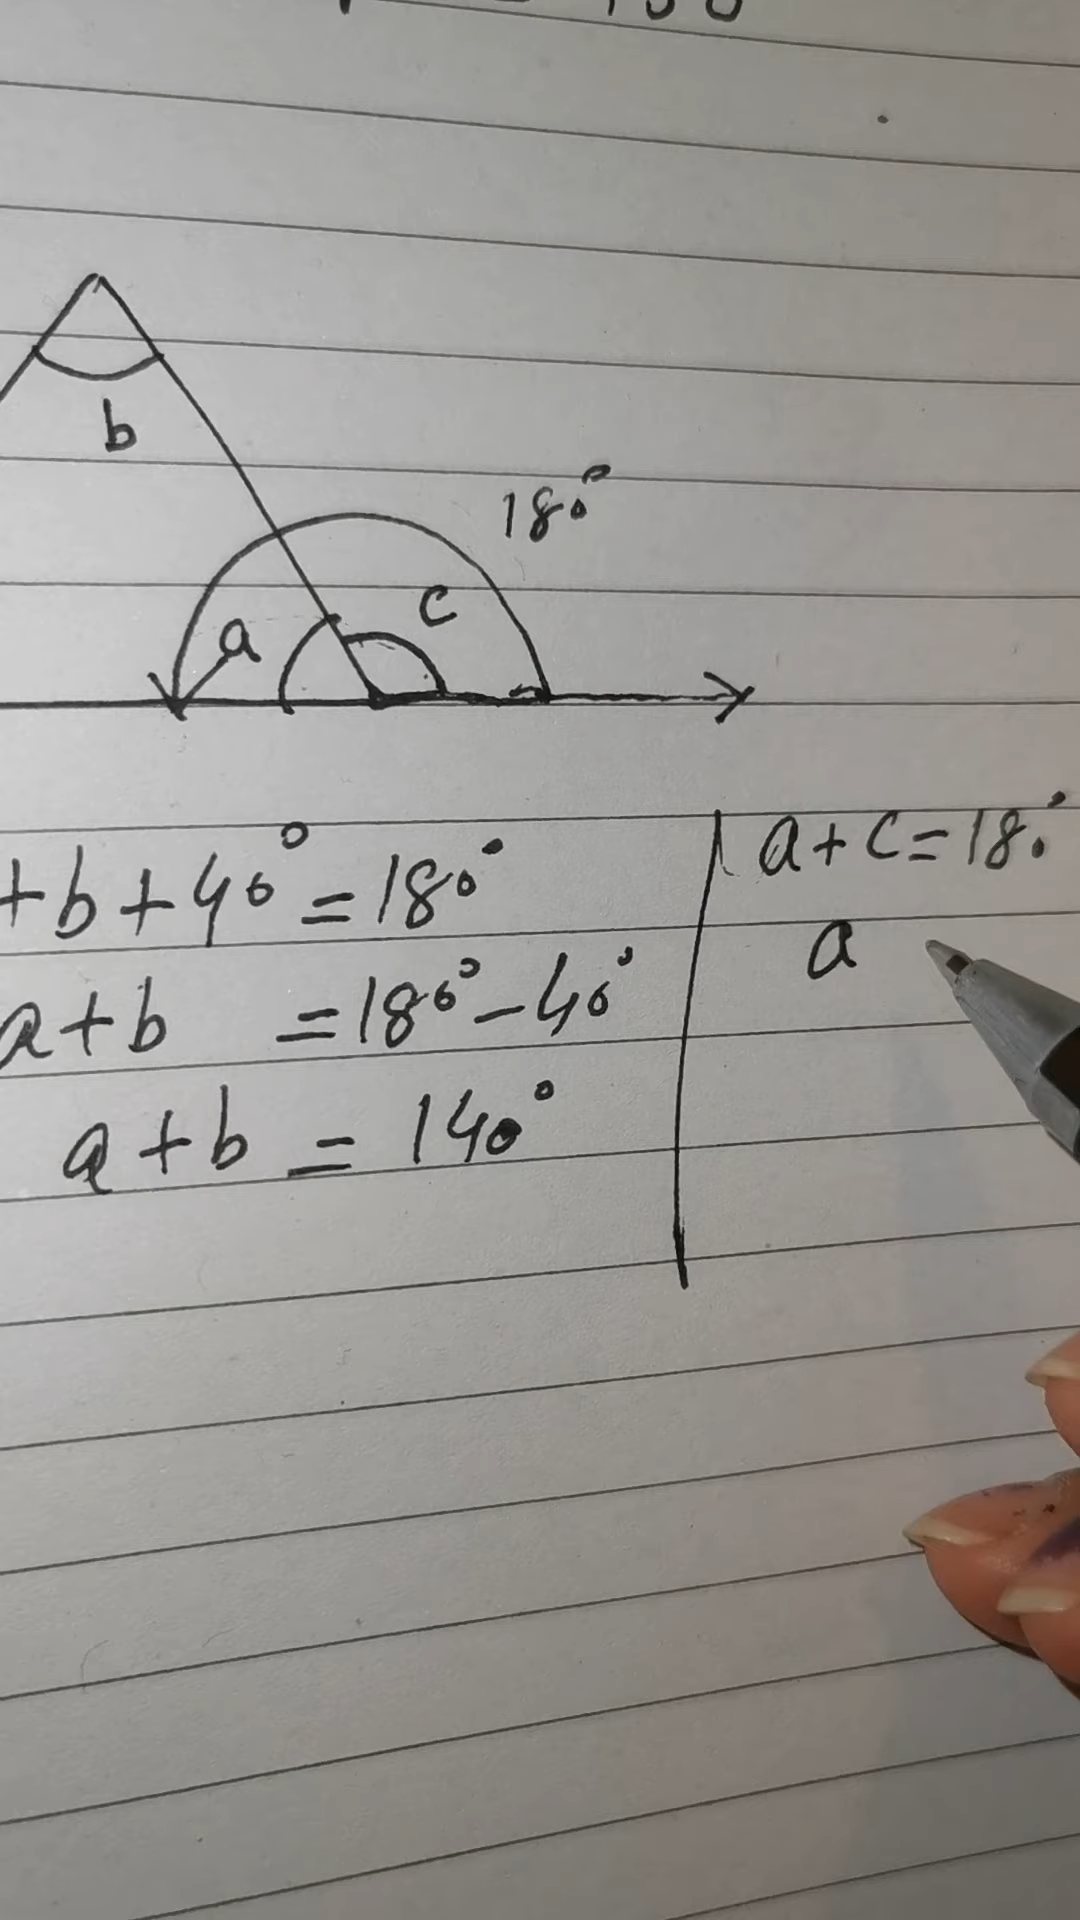 b
180°
a
c
+b+40°=180°
a+c=180°
a+b =180°-40°
a
a+b = 140°